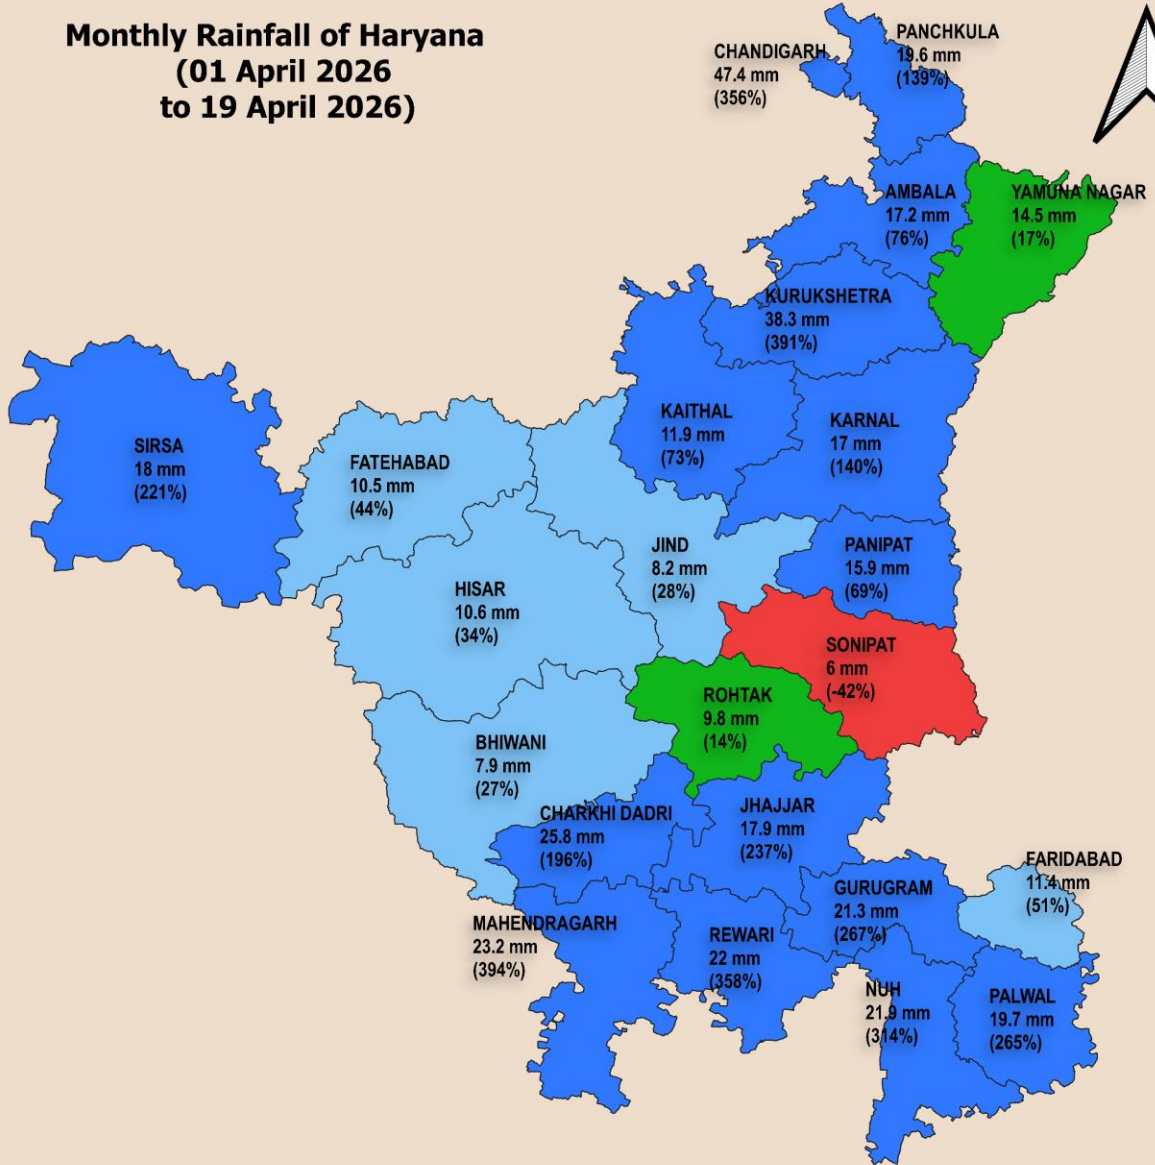 Monthly Rainfall of Haryana
(01 April 2026
to 19 April 2026)
CHANDIGARH
47.4 mm
(356%)
PANCHKULA
19.6 mm
(139%)
AMBALA
17.2 mm
(76%)
YAMUNA NAGAR
14.5 mm
(17%)
KURUKSHETRA
38.3 mm
(391%)
KAITHAL
11.9 mm
(73%)
KARNAL
17 mm
(140%)
SIRSA
18 mm
(221%)
FATEHABAD
10.5 mm
(44%)
JIND
8.2 mm
(28%)
PANIPAT
15.9 mm
(69%)
HISAR
10.6 mm
(34%)
SONIPAT
6 mm
(-42%)
ROHTAK
9.8 mm
(14%)
BHIWANI
7.9 mm
(27%)
CHARKHI DADRI
25.8 mm
(196%)
JHAJJAR
17.9 mm
(237%)
FARIDABAD
11.4 mm
(51%)
GURUGRAM
21.3 mm
(267%)
MAHENDRAGARH
23.2 mm
(394%)
REWARI
22 mm
(358%)
NUH
21.9 mm
(314%)
PALWAL
19.7 mm
(265%)